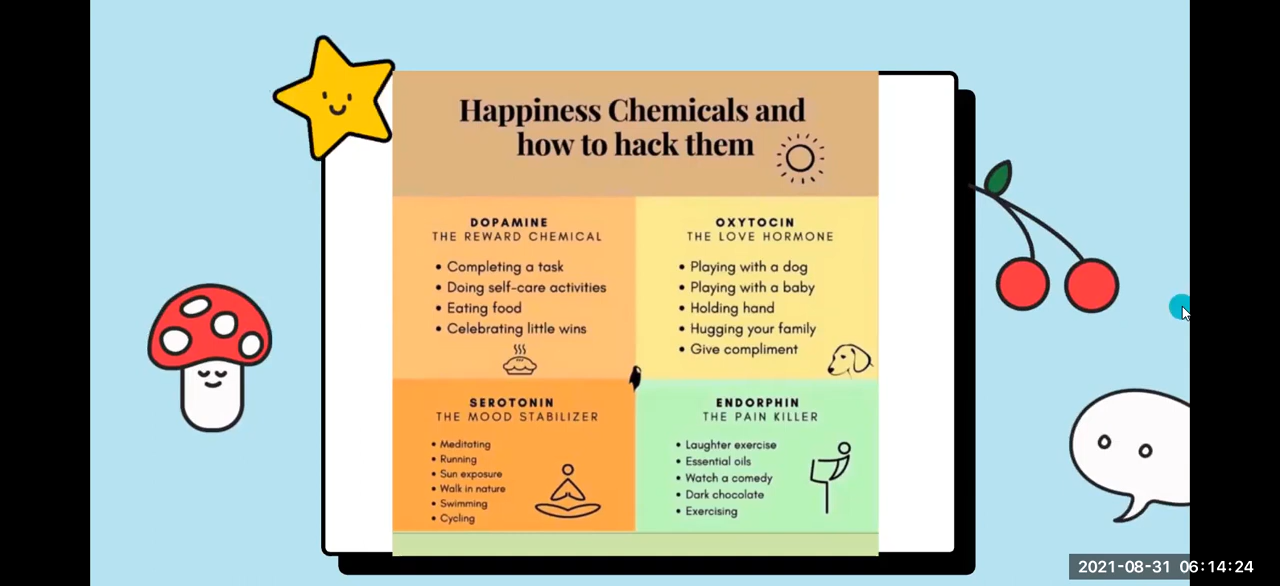 Happiness Chemicals and
how to hack them
DOPAMINE
THE REWARD CHEMICAL
• Completing a task
• Doing self-care activities
• Eating food
• Celebrating little wins
OXYTOCIN
THE LOVE HORMONE
• Playing with a dog
• Playing with a baby
• Holding hand
• Hugging your family
• Give compliment
SEROTONIN
THE MOOD STABILIZER
• Meditating
• Running
• Sun exposure
• Walk in nature
• Swimming
• Cycling
ENDORPHIN
THE PAIN KILLER
• Laughter exercise
• Essential oils
• Watch a comedy
• Dark chocolate
• Exercising
2021-08-31 06:14:24